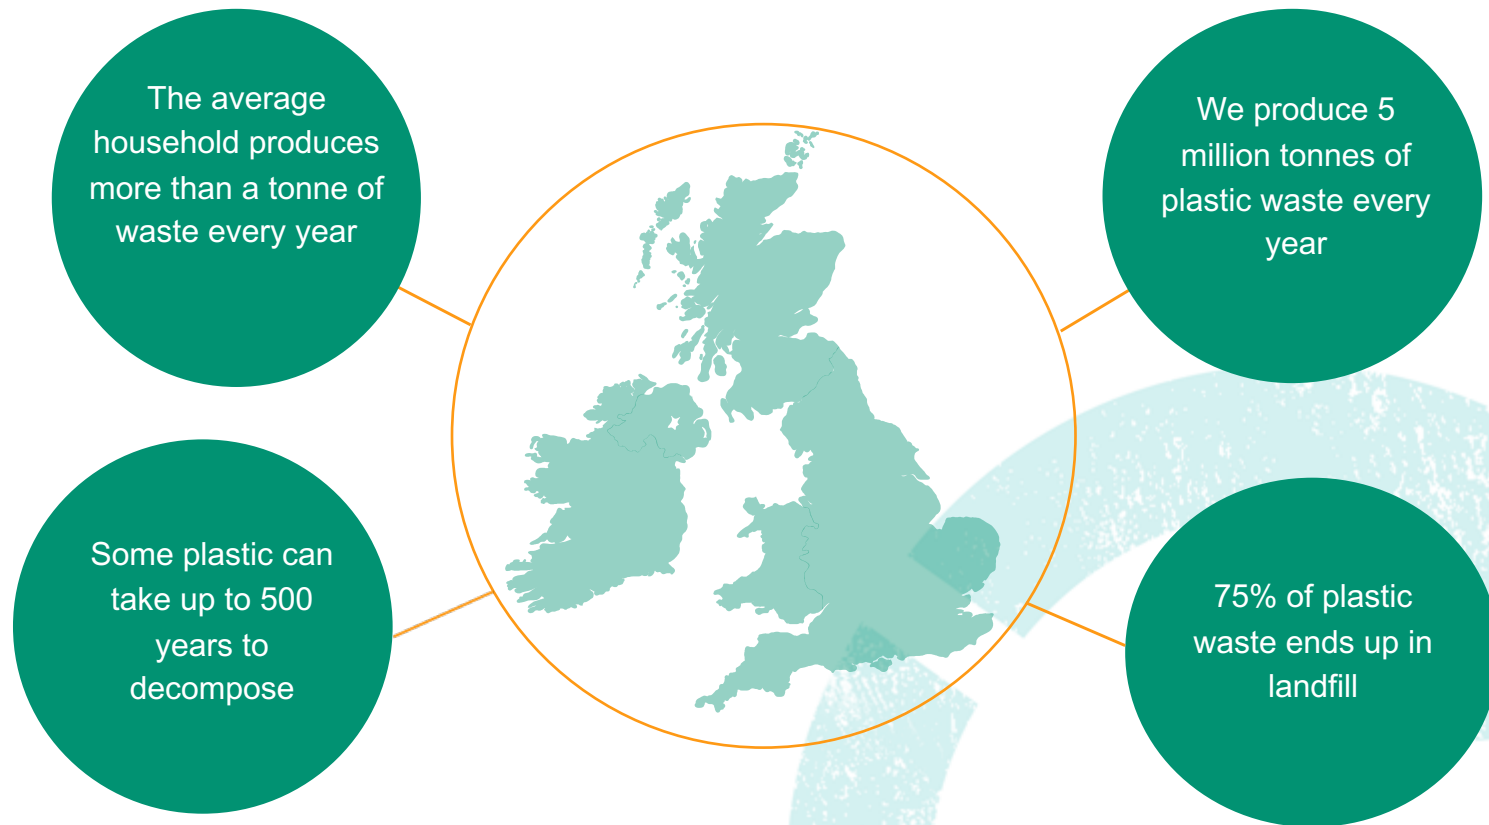 The average
household produces
more than a tonne of
waste every year
We produce 5
million tonnes of
plastic waste every
year
Some plastic can
take up to 500
years to
decompose
75% of plastic
waste ends up in
landfill